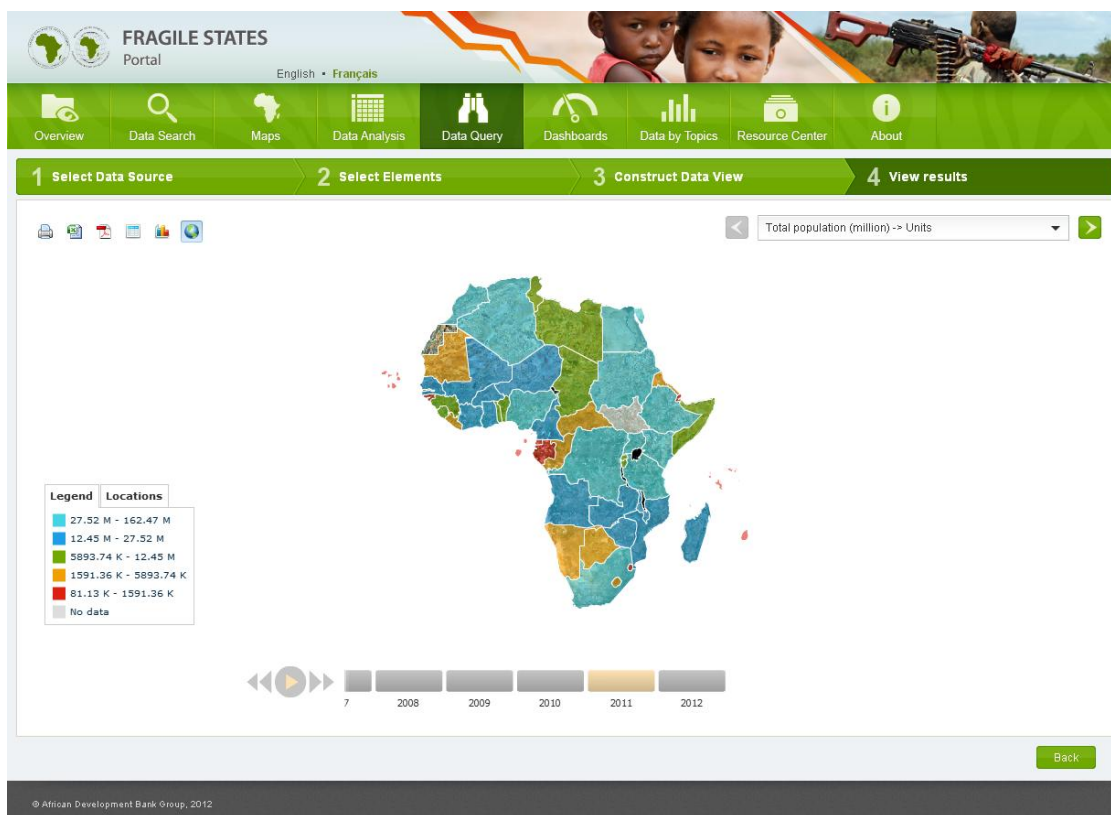 FRAGILE STATES
Portal
English • Français
Overview
Data Search
Maps
Data Analysis
Data Query
Dashboards
Data by Topics
Resource Center
About
1 Select Data Source
2 Select Elements
3 Construct Data View
4 View results
Total population (million) -> Units
Legend Locations
27.52 M - 162.47 M
12.45 M - 27.52 M
5893.74 K - 12.45 M
1591.36 K - 5893.74 K
81.13 K - 1591.36 K
No data
7 2008 2009 2010 2011 2012
Back
© African Development Bank Group, 2012